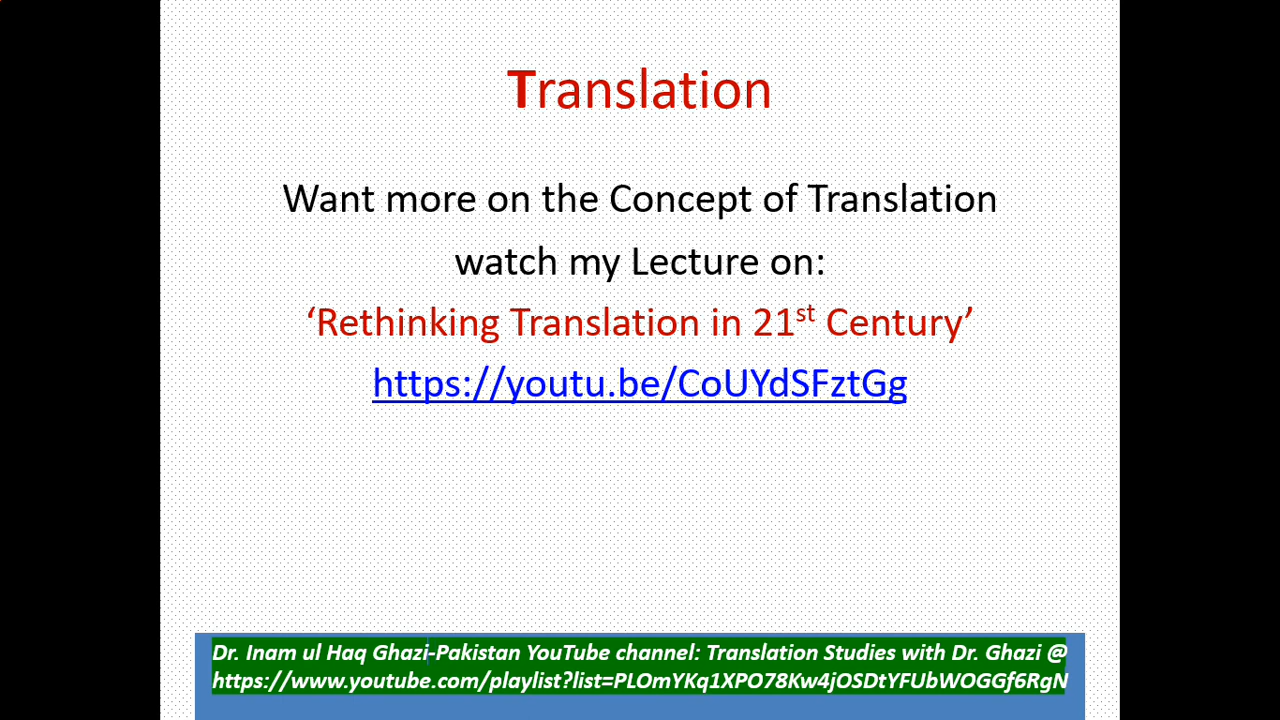 Translation
Want more on the Concept of Translation
watch my Lecture on:
‘Rethinking Translation in 21st Century’
https://youtu.be/CoUYdSFztGg
Dr. Inam ul Haq Ghazi-Pakistan YouTube channel: Translation Studies with Dr. Ghazi @
https://www.youtube.com/playlist?list=PLOmYKq1XPO78Kw4jOSDtYFUbWOGGf6RgN